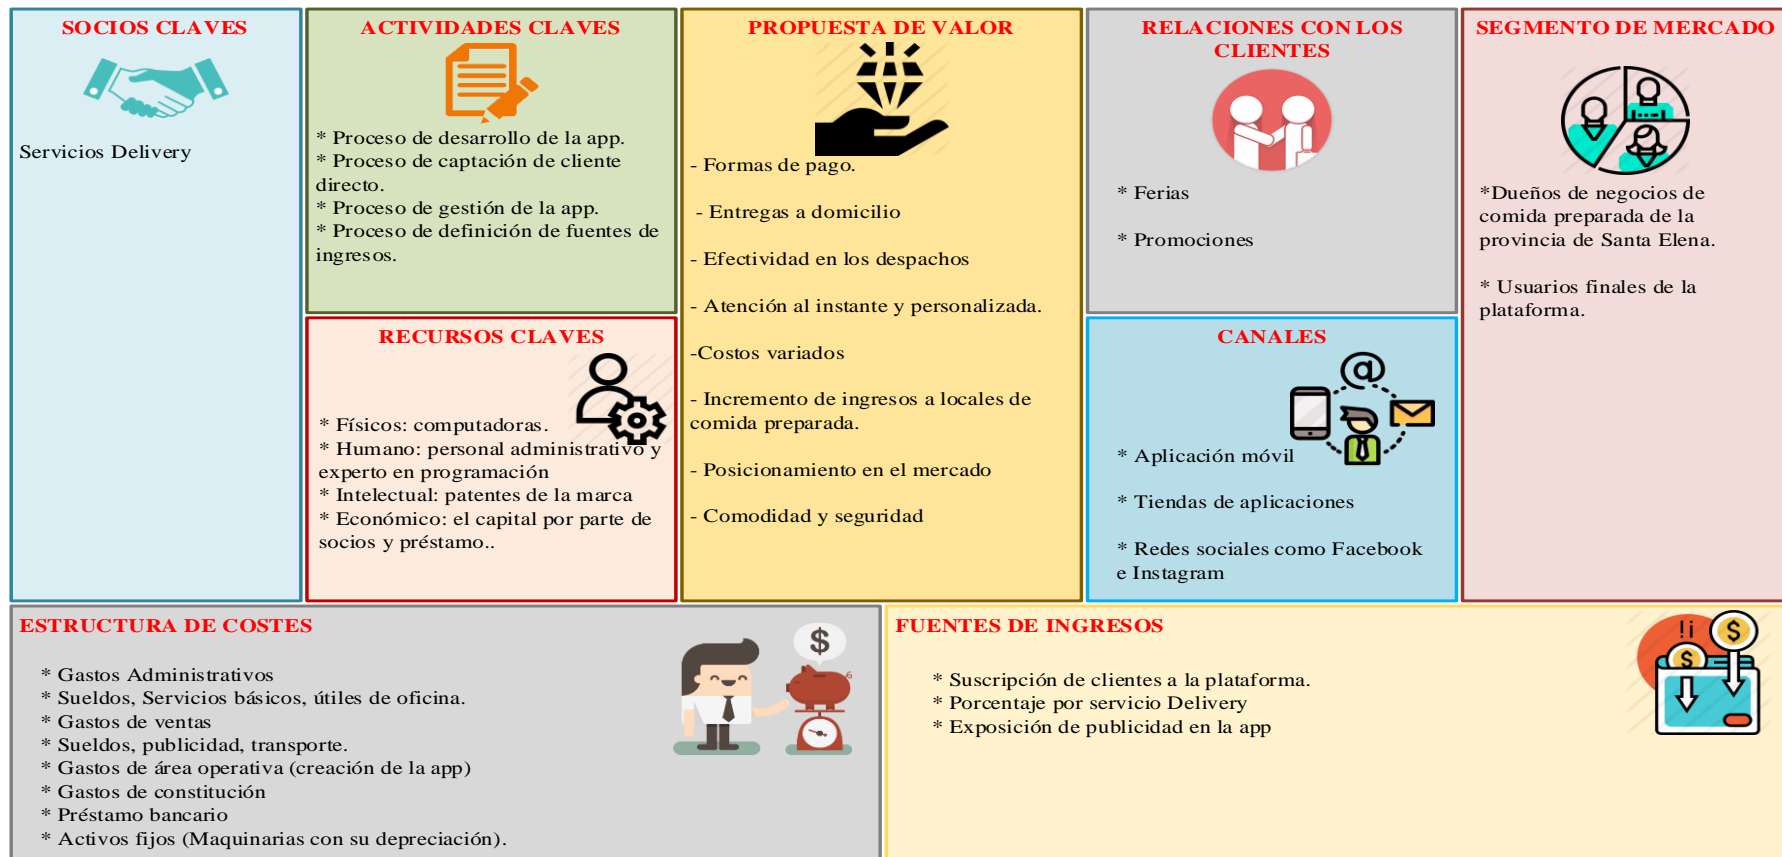 SOCIOS CLAVES
Servicios Delivery
ACTIVIDADES CLAVES
* Proceso de desarrollo de la app.
* Proceso de captación de cliente
directo.
* Proceso de gestión de la app.
* Proceso de definición de fuentes de
ingresos.
RECURSOS CLAVES
* Físicos: computadoras.
* Humano: personal administrativo y
experto en programación
* Intelectual: patentes de la marca
* Económico: el capital por parte de
socios y préstamo..
PROPUESTA DE VALOR
- Formas de pago.
- Entregas a domicilio
- Efectividad en los despachos
- Atención al instante y personalizada.
-Costos variados
- Incremento de ingresos a locales de
comida preparada.
- Posicionamiento en el mercado
- Comodidad y seguridad
RELACIONES CON LOS
CLIENTES
* Ferias
* Promociones
CANALES
@
* Aplicación móvil
* Tiendas de aplicaciones
* Redes sociales como Facebook
e Instagram
SEGMENTO DE MERCADO
*Dueños de negocios de
comida preparada de la
provincia de Santa Elena.
* Usuarios finales de la
plataforma.
ESTRUCTURA DE COSTES
$
* Gastos Administrativos
* Sueldos, Servicios básicos, útiles de oficina.
* Gastos de ventas
* Sueldos, publicidad, transporte.
* Gastos de área operativa (creación de la app)
* Gastos de constitución
* Préstamo bancario
* Activos fijos (Maquinarias con su depreciación).
FUENTES DE INGRESOS
$
$
* Suscripción de clientes a la plataforma.
* Porcentaje por servicio Delivery
* Exposición de publicidad en la app